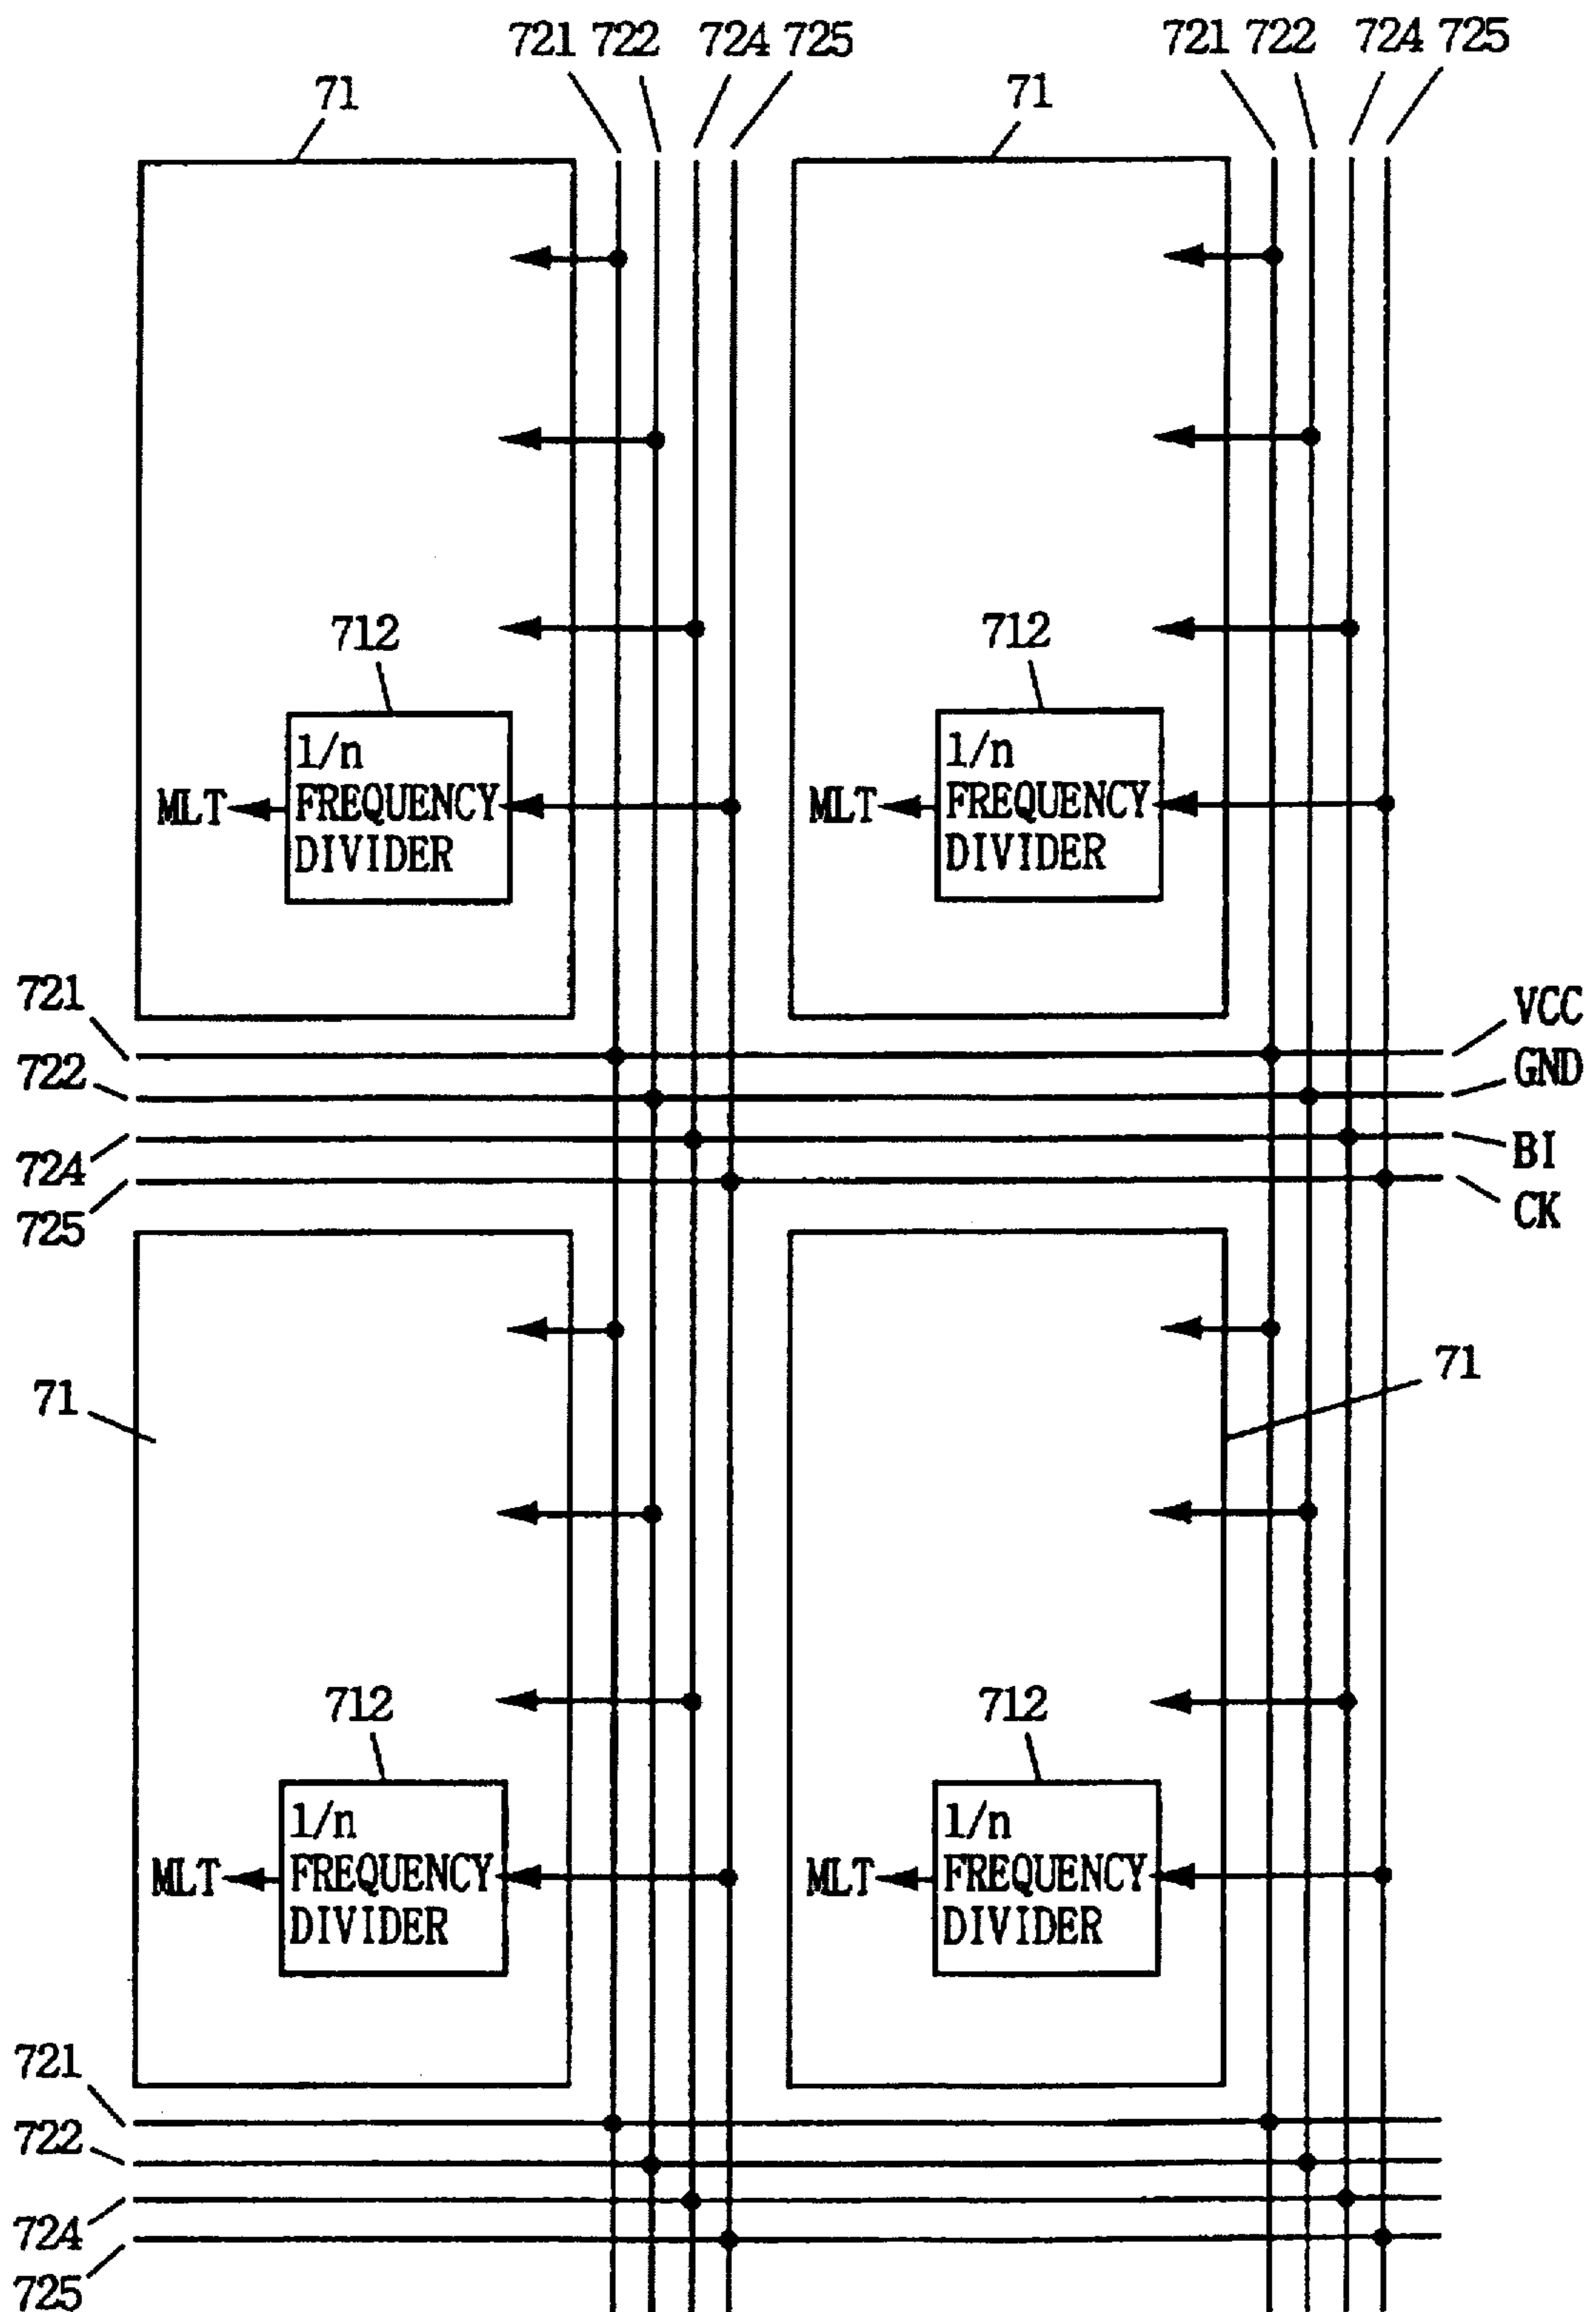 721 722 724 725 721 722 724 725
71 71
712 712
1/n
FREQUENCY
DIVIDER
MLT
1/n
FREQUENCY
DIVIDER
MLT
721
722
724
725
VCC
GND
BI
CK
71
71
712 712
1/n
FREQUENCY
DIVIDER
MLT
1/n
FREQUENCY
DIVIDER
MLT
721
722
724
725